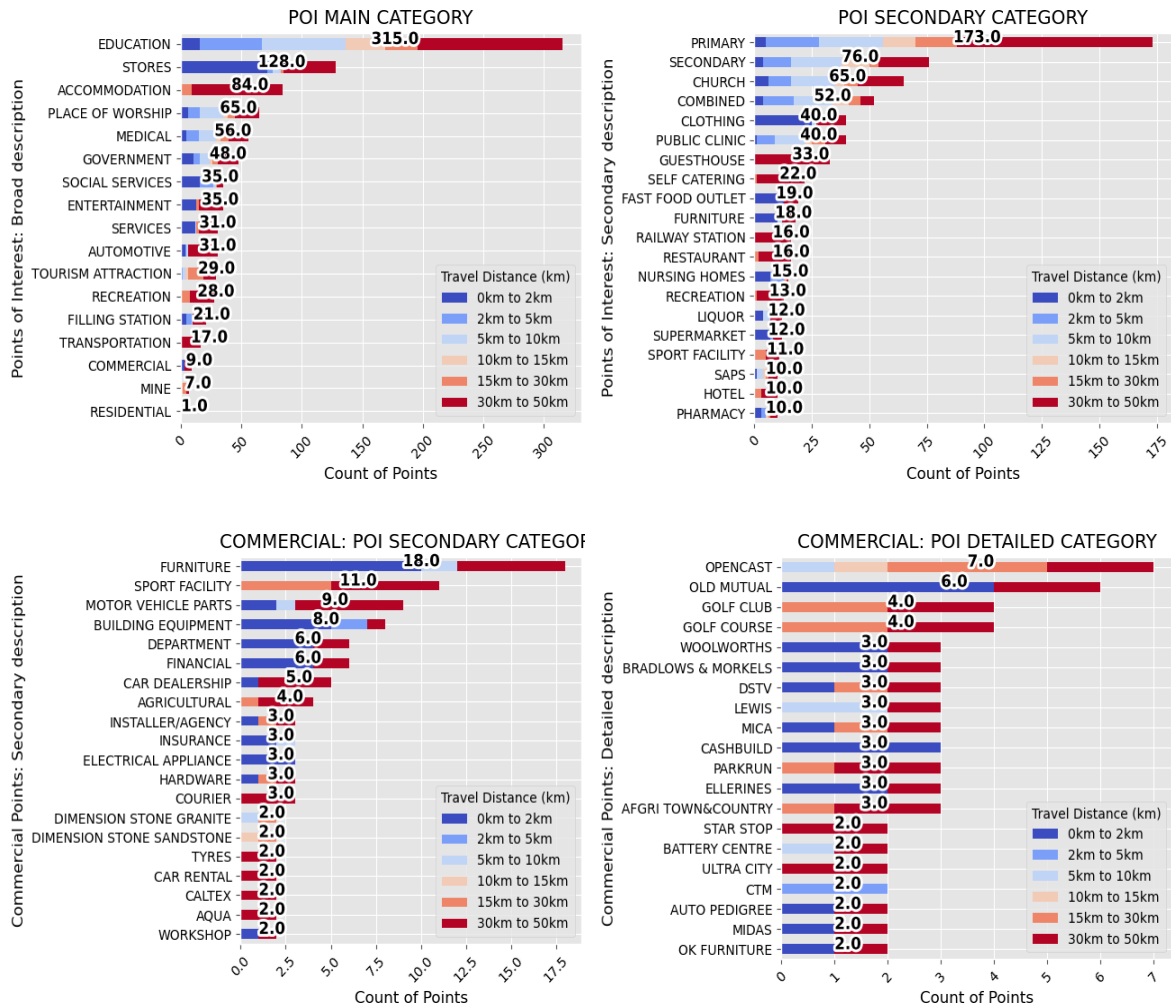 POI MAIN CATEGORY
Points of Interest: Broad description
EDUCATION 315.0
STORES 128.0
ACCOMMODATION 84.0
PLACE OF WORSHIP 65.0
MEDICAL 56.0
GOVERNMENT 48.0
SOCIAL SERVICES 35.0
ENTERTAINMENT 35.0
SERVICES 31.0
AUTOMOTIVE 31.0
TOURISM ATTRACTION 29.0
RECREATION 28.0
FILLING STATION 21.0
TRANSPORTATION 17.0
COMMERCIAL 9.0
MINE 7.0
RESIDENTIAL 1.0
Travel Distance (km)
0km to 2km
2km to 5km
5km to 10km
10km to 15km
15km to 30km
30km to 50km
0 50 100 150 200 250 300
Count of Points
POI SECONDARY CATEGORY
Points of Interest: Secondary description
PRIMARY 173.0
SECONDARY 76.0
CHURCH 65.0
COMBINED 52.0
CLOTHING 40.0
PUBLIC CLINIC 40.0
GUESTHOUSE 33.0
SELF CATERING 22.0
FAST FOOD OUTLET 19.0
FURNITURE 18.0
RAILWAY STATION 16.0
RESTAURANT 16.0
NURSING HOMES 15.0
RECREATION 13.0
LIQUOR 12.0
SUPERMARKET 12.0
SPORT FACILITY 11.0
SAPS 10.0
HOTEL 10.0
PHARMACY 10.0
Travel Distance (km)
0km to 2km
2km to 5km
5km to 10km
10km to 15km
15km to 30km
30km to 50km
0 25 50 75 100 125 150 175
Count of Points
COMMERCIAL: POI SECONDARY CATEGOR
Commercial Points: Secondary description
FURNITURE 18.0
SPORT FACILITY 11.0
MOTOR VEHICLE PARTS 9.0
BUILDING EQUIPMENT 8.0
DEPARTMENT 6.0
FINANCIAL 6.0
CAR DEALERSHIP 5.0
AGRICULTURAL 4.0
INSTALLER/AGENCY 3.0
INSURANCE 3.0
ELECTRICAL APPLIANCE 3.0
HARDWARE 3.0
COURIER 3.0
DIMENSION STONE GRANITE 2.0
DIMENSION STONE SANDSTONE 2.0
TYRES 2.0
CAR RENTAL 2.0
CALTEX 2.0
AQUA 2.0
WORKSHOP 2.0
Travel Distance (km)
0km to 2km
2km to 5km
5km to 10km
10km to 15km
15km to 30km
30km to 50km
0.0 2.5 5.0 7.5 10.0 12.5 15.0 17.5
Count of Points
COMMERCIAL: POI DETAILED CATEGORY
Commercial Points: Detailed description
OPENCAST 7.0
OLD MUTUAL 6.0
GOLF CLUB 4.0
GOLF COURSE 4.0
WOOLWORTHS 3.0
BRADLOWS & MORKELS 3.0
DSTV 3.0
LEWIS 3.0
MICA 3.0
CASHBUILD 3.0
PARKRUN 3.0
ELLERINES 3.0
AFGRI TOWN&COUNTRY 3.0
STAR STOP 2.0
BATTERY CENTRE 2.0
ULTRA CITY 2.0
CTM 2.0
AUTO PEDIGREE 2.0
MIDAS 2.0
OK FURNITURE 2.0
Travel Distance (km)
0km to 2km
2km to 5km
5km to 10km
10km to 15km
15km to 30km
30km to 50km
0 1 2 3 4 5 6 7
Count of Points